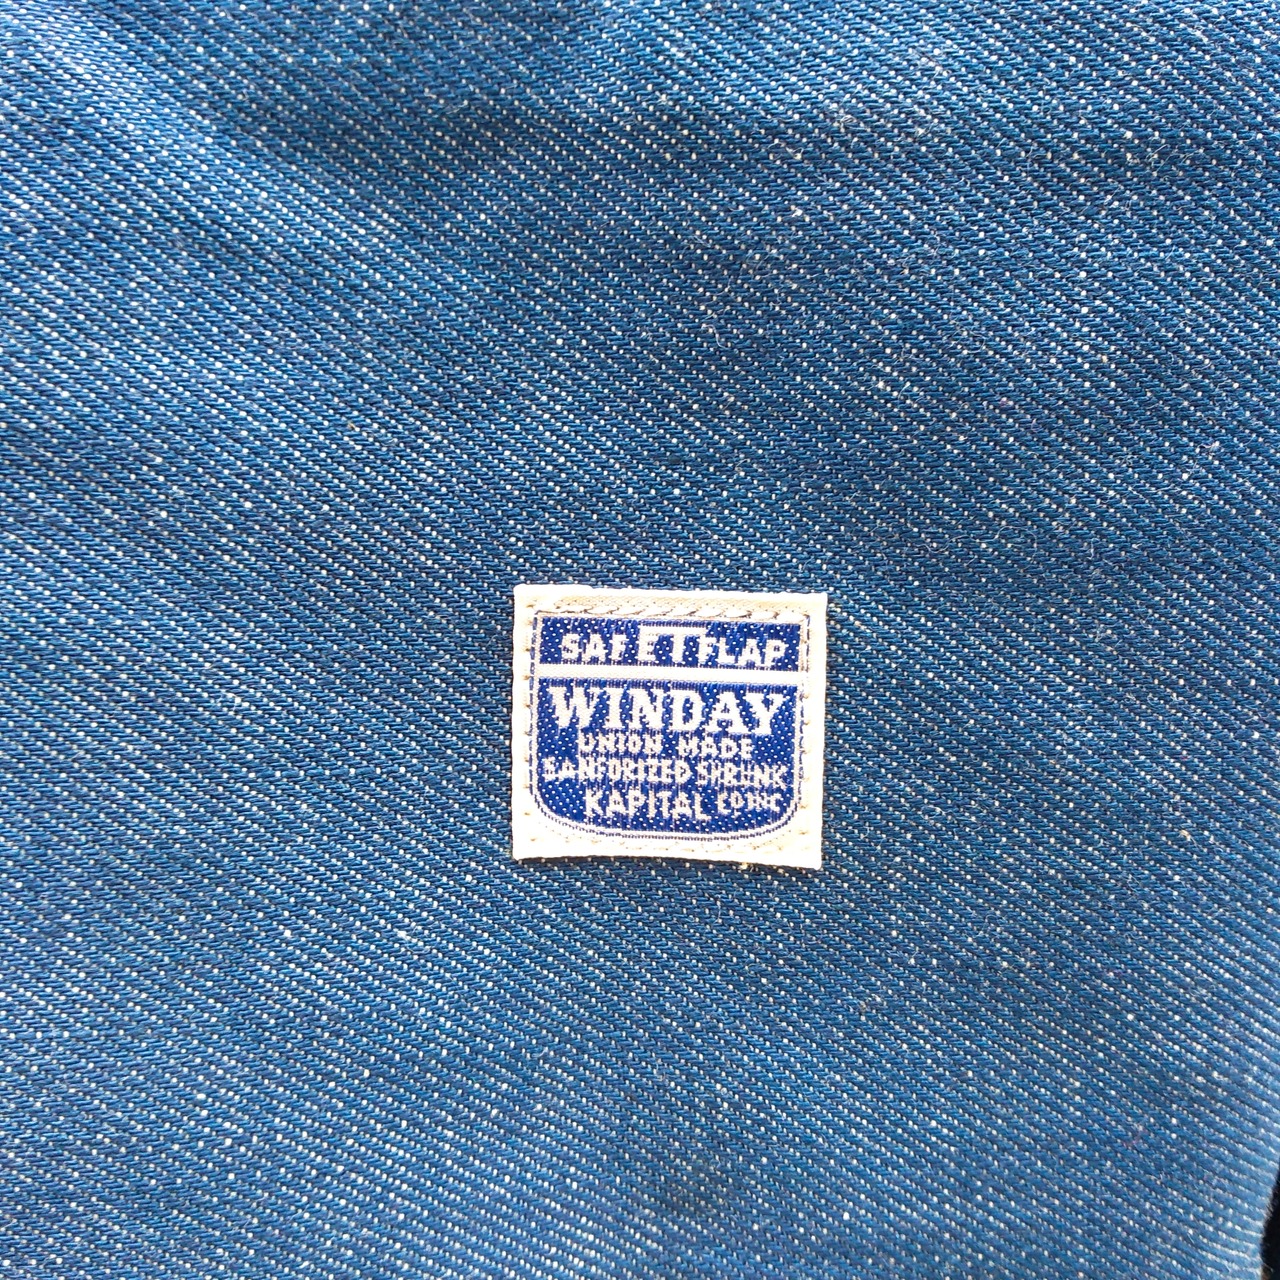 SAFETFLAP
WINDAY
UNION MADE
SANFORIZED SHRUNK
KAPITAL CO INC